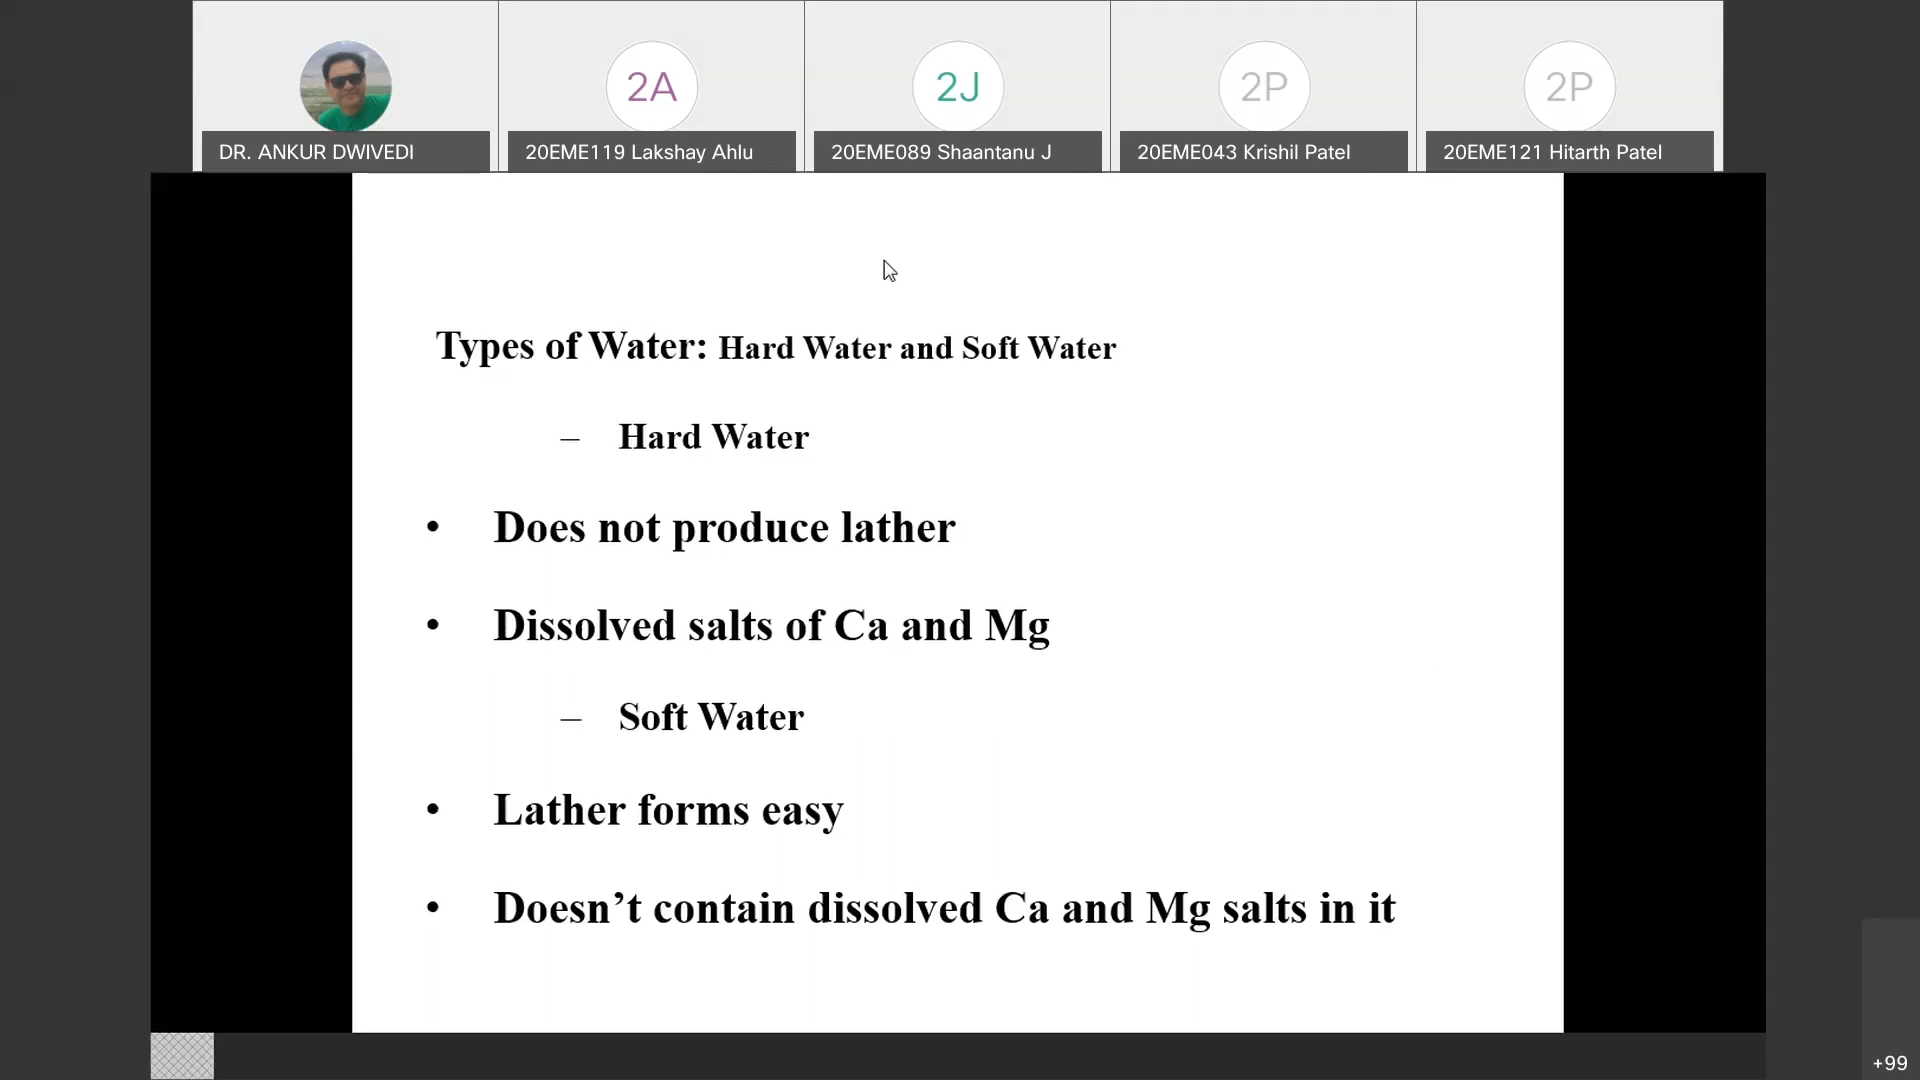 2A
2J
2P
2P
DR. ANKUR DWIVEDI
20EME119 Lakshay Ahlu
20EME089 Shaantanu J
20EME043 Krishil Patel
20EME121 Hitarth Patel
Types of Water: Hard Water and Soft Water
– Hard Water
• Does not produce lather
• Dissolved salts of Ca and Mg
– Soft Water
• Lather forms easy
• Doesn’t contain dissolved Ca and Mg salts in it
+99